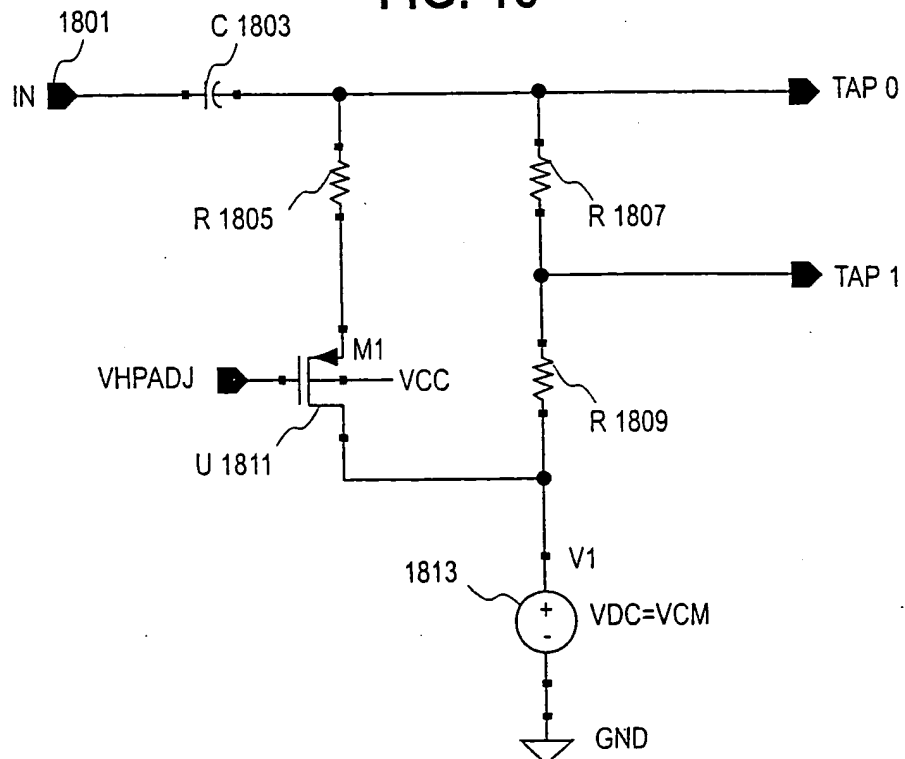 1801
C 1803
IN
TAP 0
R 1805
R 1807
TAP 1
M1
VHPADJ
VCC
R 1809
U 1811
V1
1813
+
VDC=VCM
-
GND